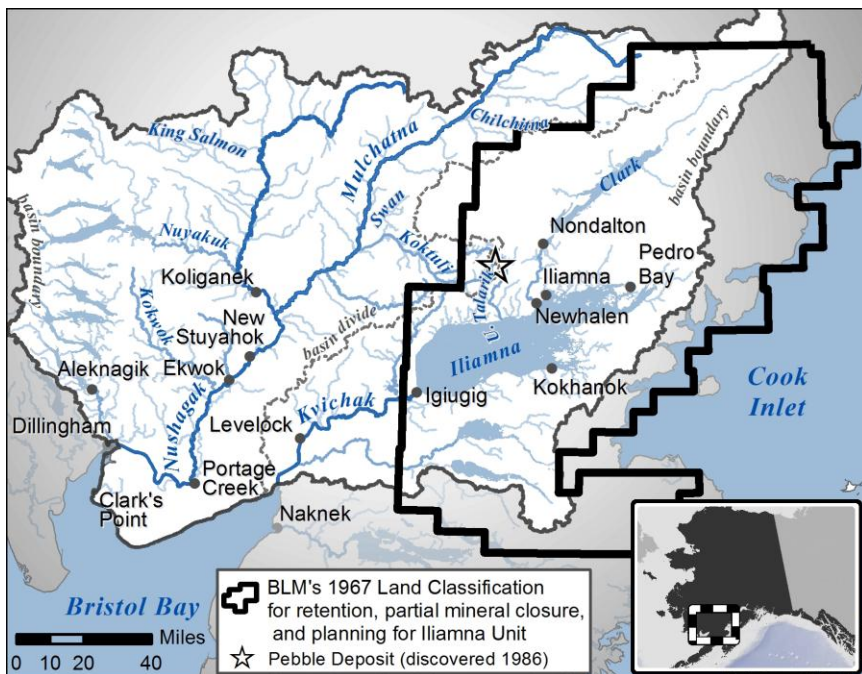 King Salmon
Mulchatna
Chilchitna
basin boundary
Clark
Swan
basin boundary
Nuyakuk
Koktuli
Nondalton
Koliganek
Pedro
Bay
Iliamna
Talarik
U.
Newhalen
Kokwok
New
Stuyahok
basin divide
Iliamna
Aleknagik
Ekwok
Kokhanok
Cook
Inlet
Igiugig
Kvichak
Dillingham
Nushagak
Levelock
Portage
Creek
Clark's
Point
Naknek
Bristol Bay
Miles
0 10 20 40
BLM's 1967 Land Classification
for retention, partial mineral closure,
and planning for Iliamna Unit
Pebble Deposit (discovered 1986)